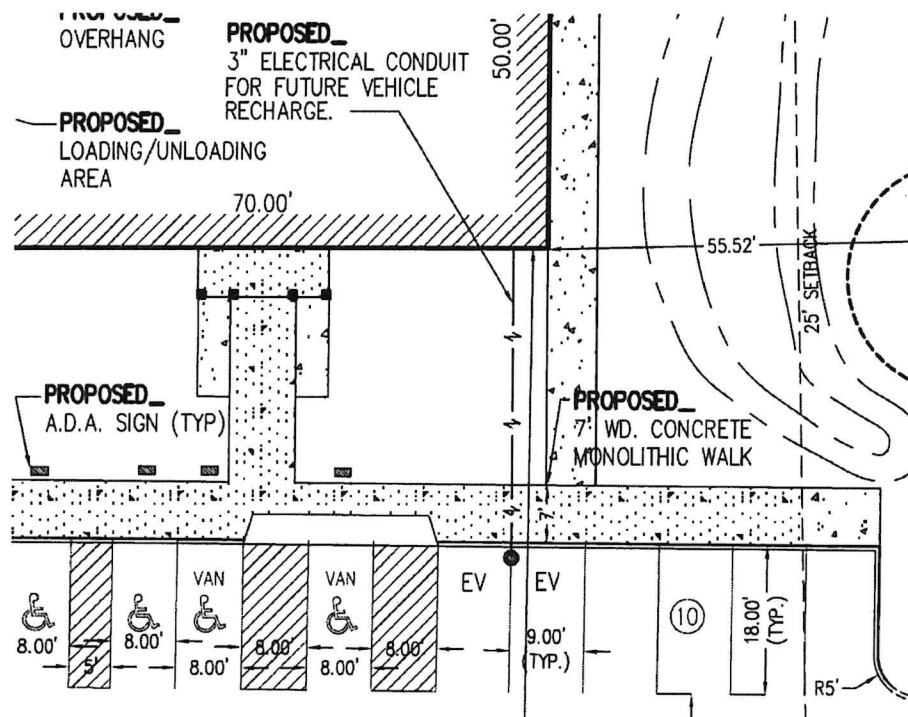 PROPOSED_
OVERHANG
PROPOSED_
3" ELECTRICAL CONDUIT
FOR FUTURE VEHICLE
RECHARGE.
50.00'
PROPOSED_
LOADING/UNLOADING
AREA
70.00'
55.52'
25' SETBACK
PROPOSED_
A.D.A. SIGN (TYP)
PROPOSED_
7' WD. CONCRETE
MONOLITHIC WALK
7'
VAN
VAN
EV
EV
8.00'
5'
8.00'
8.00'
8.00'
8.00'
8.00'
9.00'
(TYP.)
10
18.00'
(TYP.)
R5'